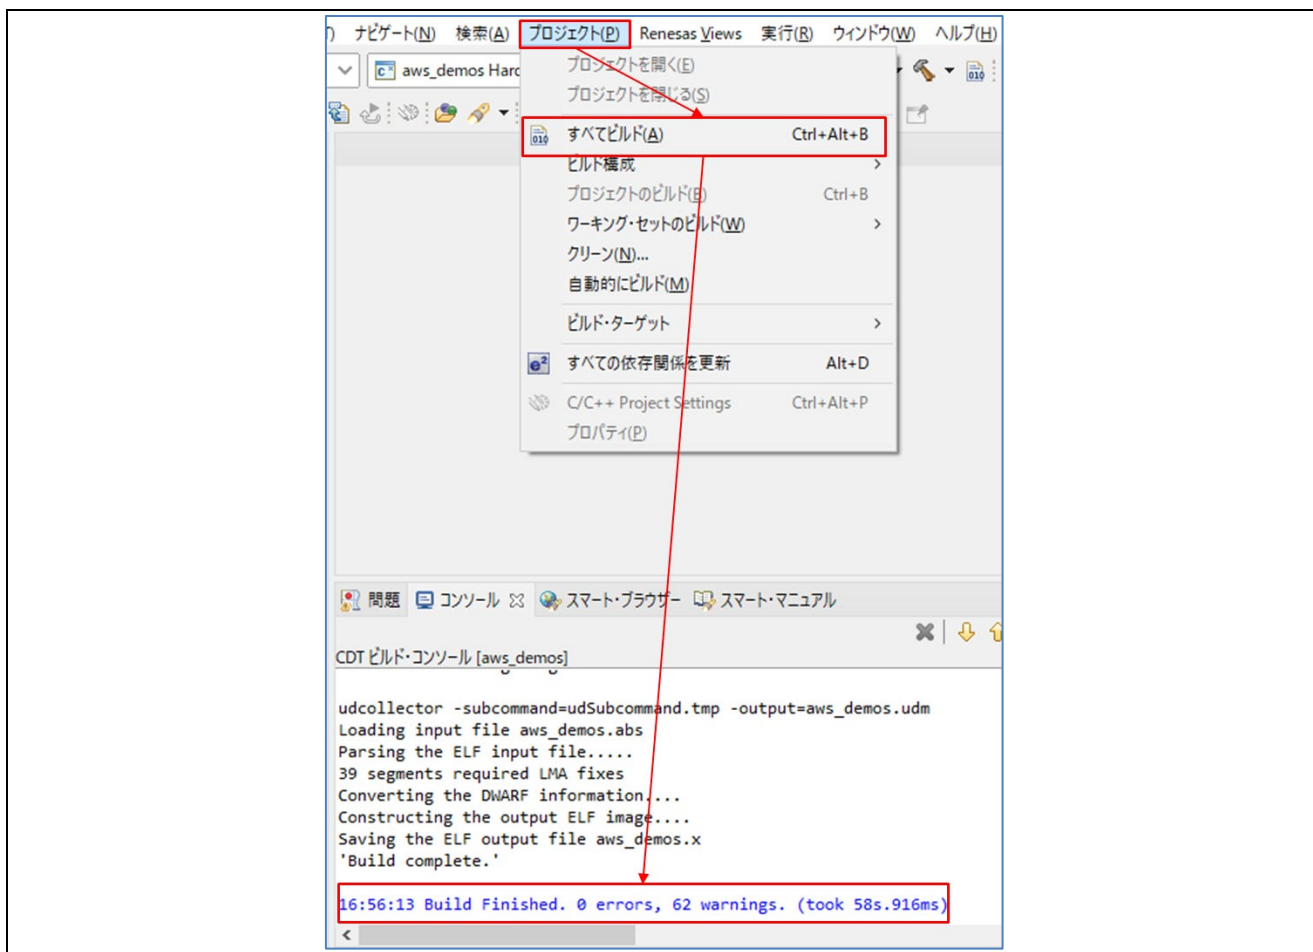 ) ナビゲート(N) 検索(A) プロジェクト(P) Renesas Views 実行(R) ウィンドウ(W) ヘルプ(H)
aws_demos Hard
プロジェクトを開く(E)
プロジェクトを閉じる(S)
すべてビルド(A) Ctrl+Alt+B
ビルド構成 >
プロジェクトのビルド(B) Ctrl+B
ワーキング・セットのビルド(W) >
クリーン(N)...
自動的にビルド(M)
ビルド・ターゲット >
すべての依存関係を更新 Alt+D
C/C++ Project Settings Ctrl+Alt+P
プロパティ(P)
問題 コンソール スマート・ブラウザー スマート・マニュアル
CDT ビルド・コンソール [aws_demos]
udcollector -subcommand=udSubcommand.tmp -output=aws_demos.udm
Loading input file aws_demos.abs
Parsing the ELF input file.....
39 segments required LMA fixes
Converting the DWARF information....
Constructing the output ELF image....
Saving the ELF output file aws_demos.x
'Build complete.'
16:56:13 Build Finished. 0 errors, 62 warnings. (took 58s.916ms)